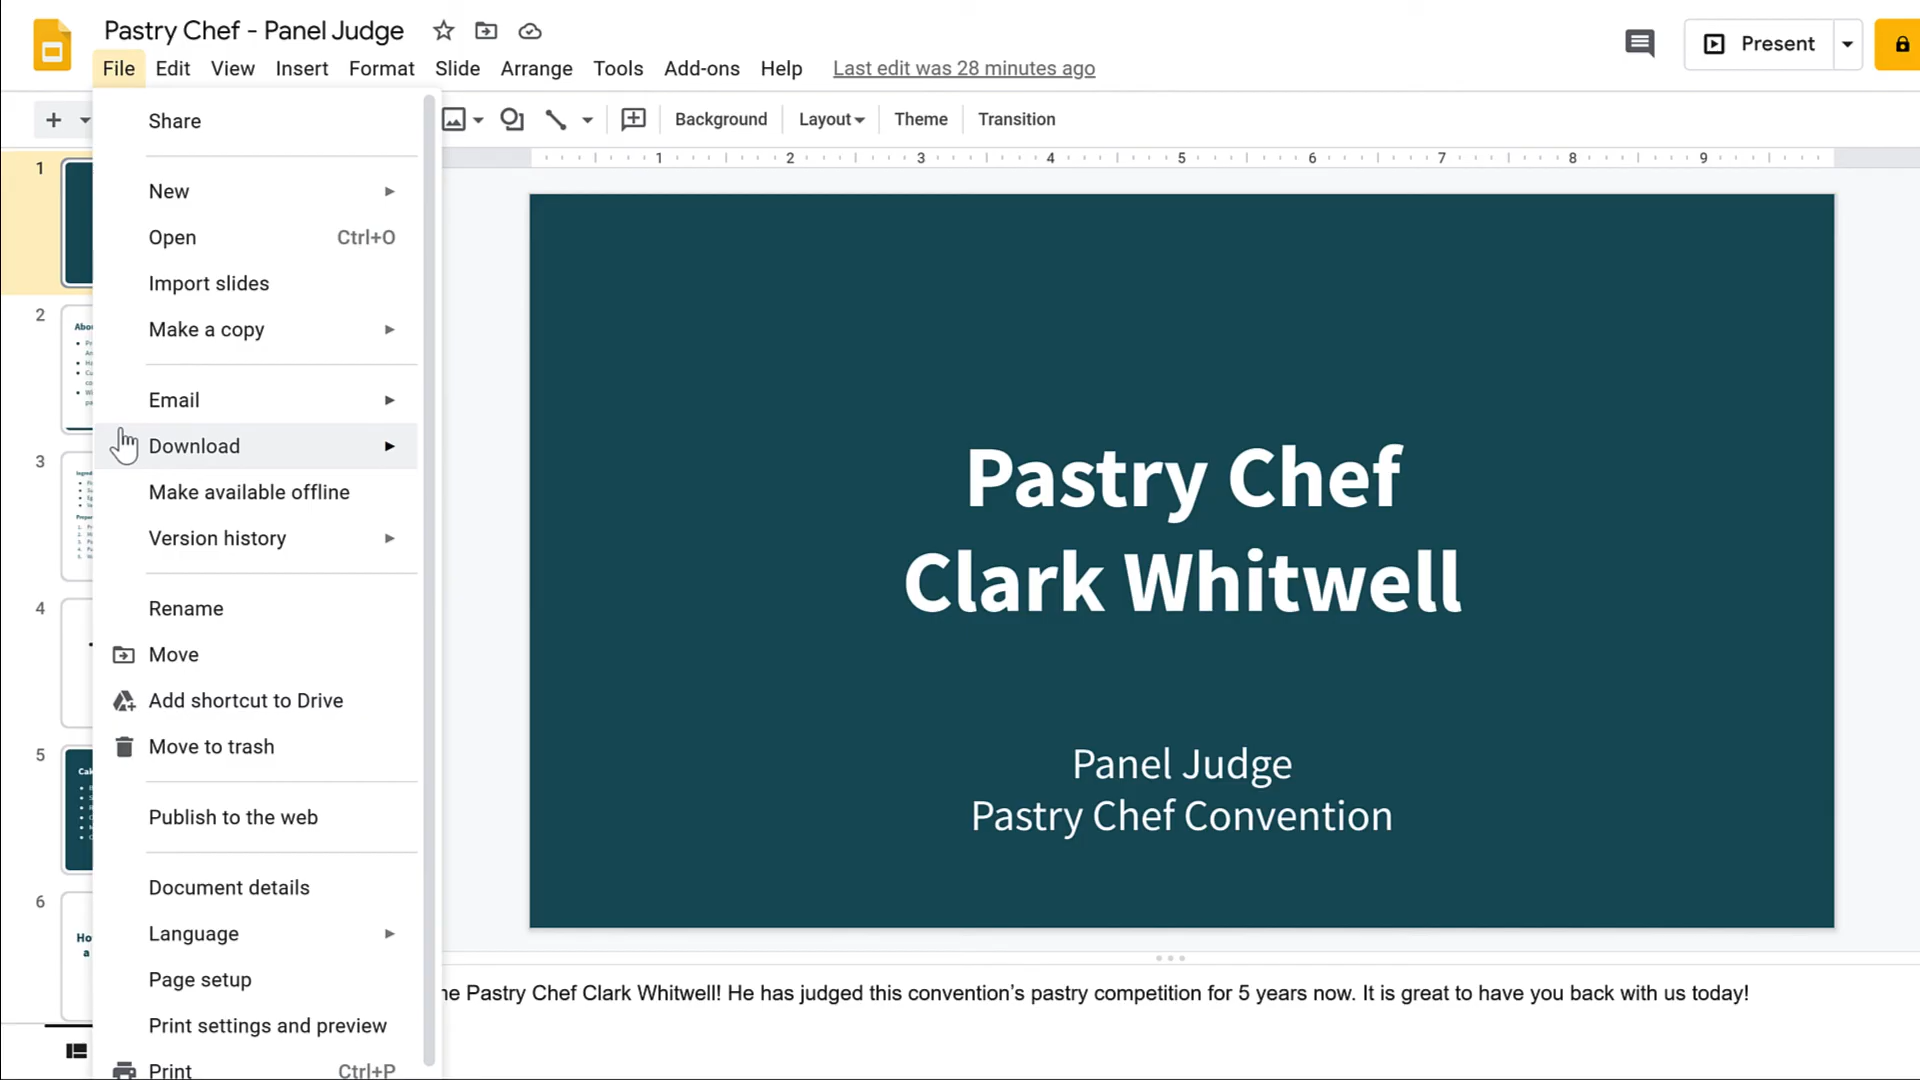 Pastry Chef - Panel Judge
File Edit View Insert Format Slide Arrange Tools Add-ons Help Last edit was 28 minutes ago
Present
Background Layout Theme Transition
Share
New
Open Ctrl+O
Import slides
Make a copy
Email
Download
Make available offline
Version history
Rename
Move
Add shortcut to Drive
Move to trash
Publish to the web
Document details
Language
Page setup
Print settings and preview
Print Ctrl+P
1
2
3
4
5
6
1 2 3 4 5 6 7 8 9
Pastry Chef
Clark Whitwell
Panel Judge
Pastry Chef Convention
Pastry Chef Clark Whitwell! He has judged this convention’s pastry competition for 5 years now. It is great to have you back with us today!